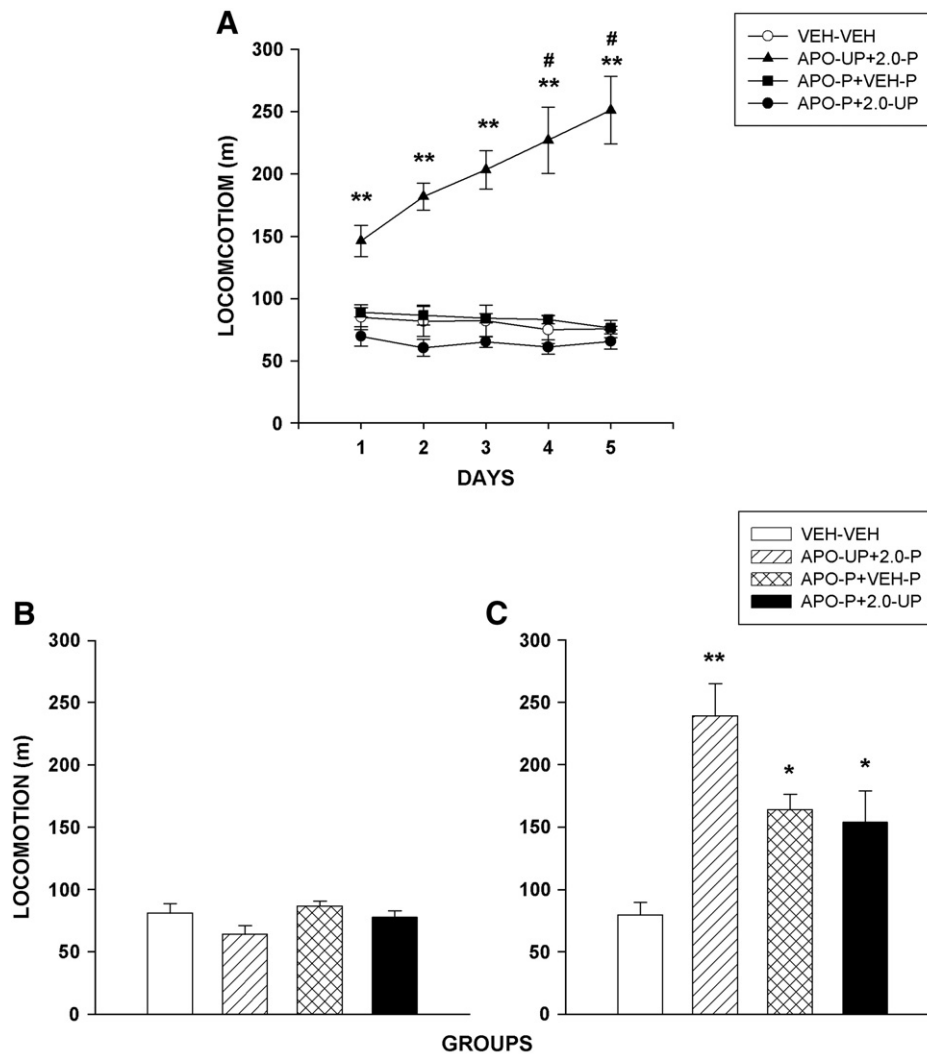 A
300
250
200
150
100
50
0
LOCOMCOTIOM (m)
**
**
**
#
**
#
**
1 2 3 4 5
DAYS
VEH-VEH
APO-UP+2.0-P
APO-P+VEH-P
APO-P+2.0-UP
VEH-VEH
APO-UP+2.0-P
APO-P+VEH-P
APO-P+2.0-UP
B
300
250
200
150
100
50
0
LOCOMOTION (m)
C
300
250
200
150
100
50
0
**
*
*
GROUPS